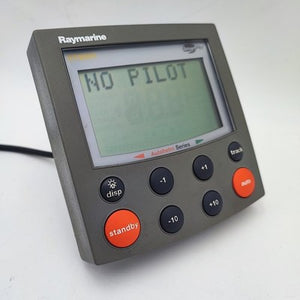 Raymarine
NO PILOT
Autohelm Series
disp
-1
+1
track
standby
-10
+10
auto